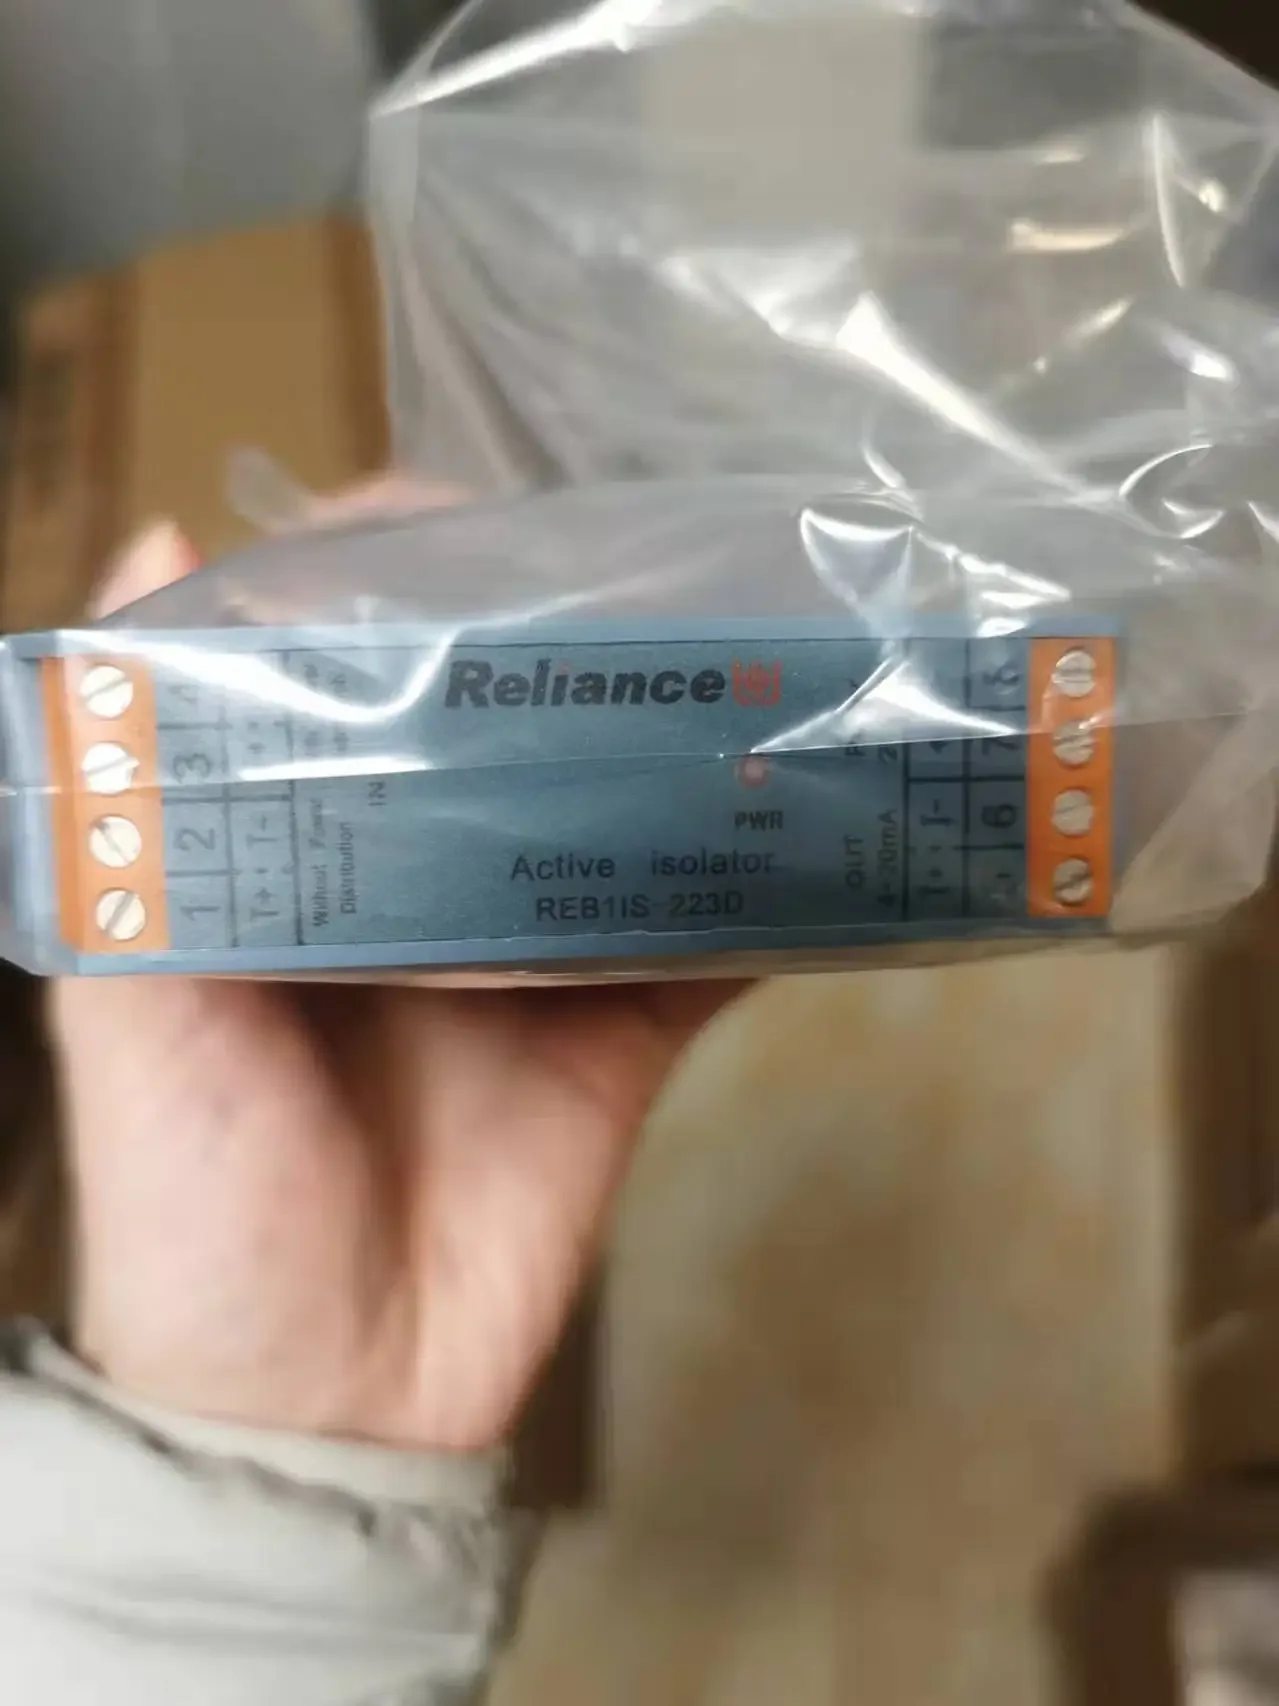 Reliance
PWR
Active isolator
REB1IS 223D
1 2 3 4
I+ I-
Without Power
Distribution
IN
OUT
4~20mA
I+ I-
6 7 8